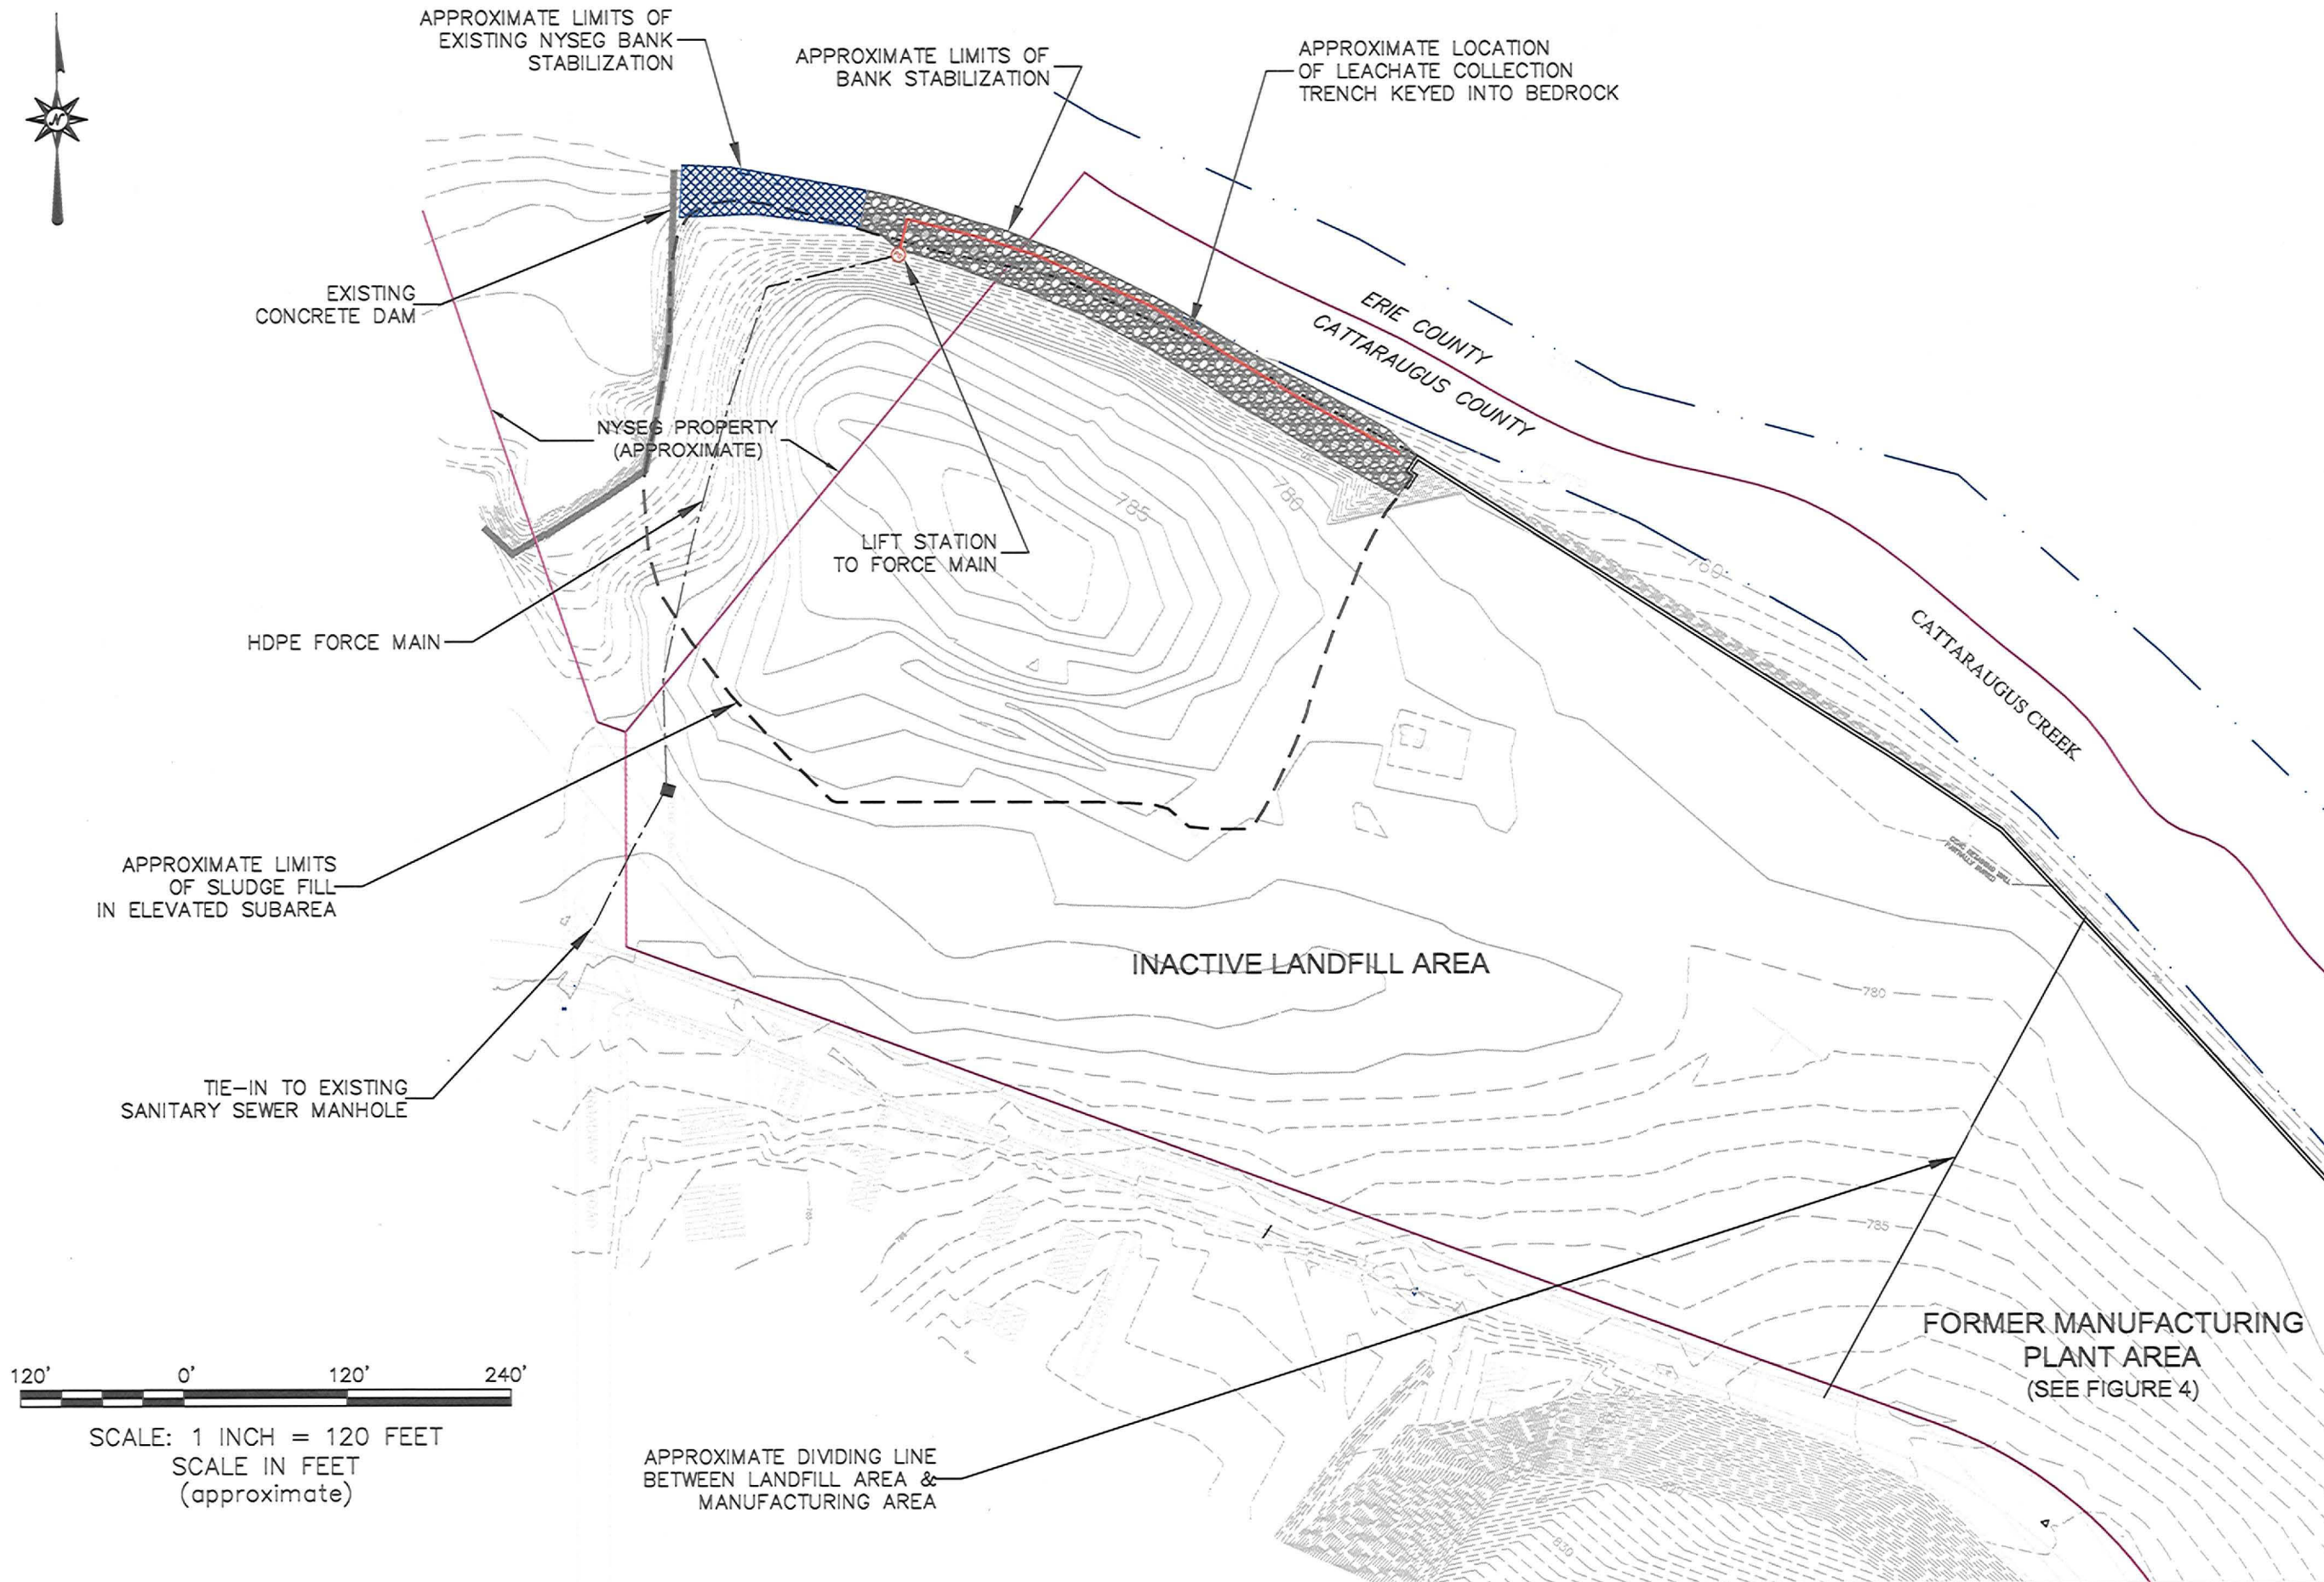 APPROXIMATE LIMITS OF
EXISTING NYSEG BANK
STABILIZATION
APPROXIMATE LIMITS OF
BANK STABILIZATION
APPROXIMATE LOCATION
OF LEACHATE COLLECTION
TRENCH KEYED INTO BEDROCK
N
EXISTING
CONCRETE DAM
ERIE COUNTY
CATTARAUGUS COUNTY
NYSEG PROPERTY
(APPROXIMATE)
785
780
LIFT STATION
TO FORCE MAIN
760
HDPE FORCE MAIN
CATTARAUGUS CREEK
APPROXIMATE LIMITS
OF SLUDGE FILL
IN ELEVATED SUBAREA
INACTIVE LANDFILL AREA
780
TIE-IN TO EXISTING
SANITARY SEWER MANHOLE
785
FORMER MANUFACTURING
PLANT AREA
(SEE FIGURE 4)
120' 0' 120' 240'
SCALE: 1 INCH = 120 FEET
SCALE IN FEET
(approximate)
APPROXIMATE DIVIDING LINE
BETWEEN LANDFILL AREA &
MANUFACTURING AREA
830